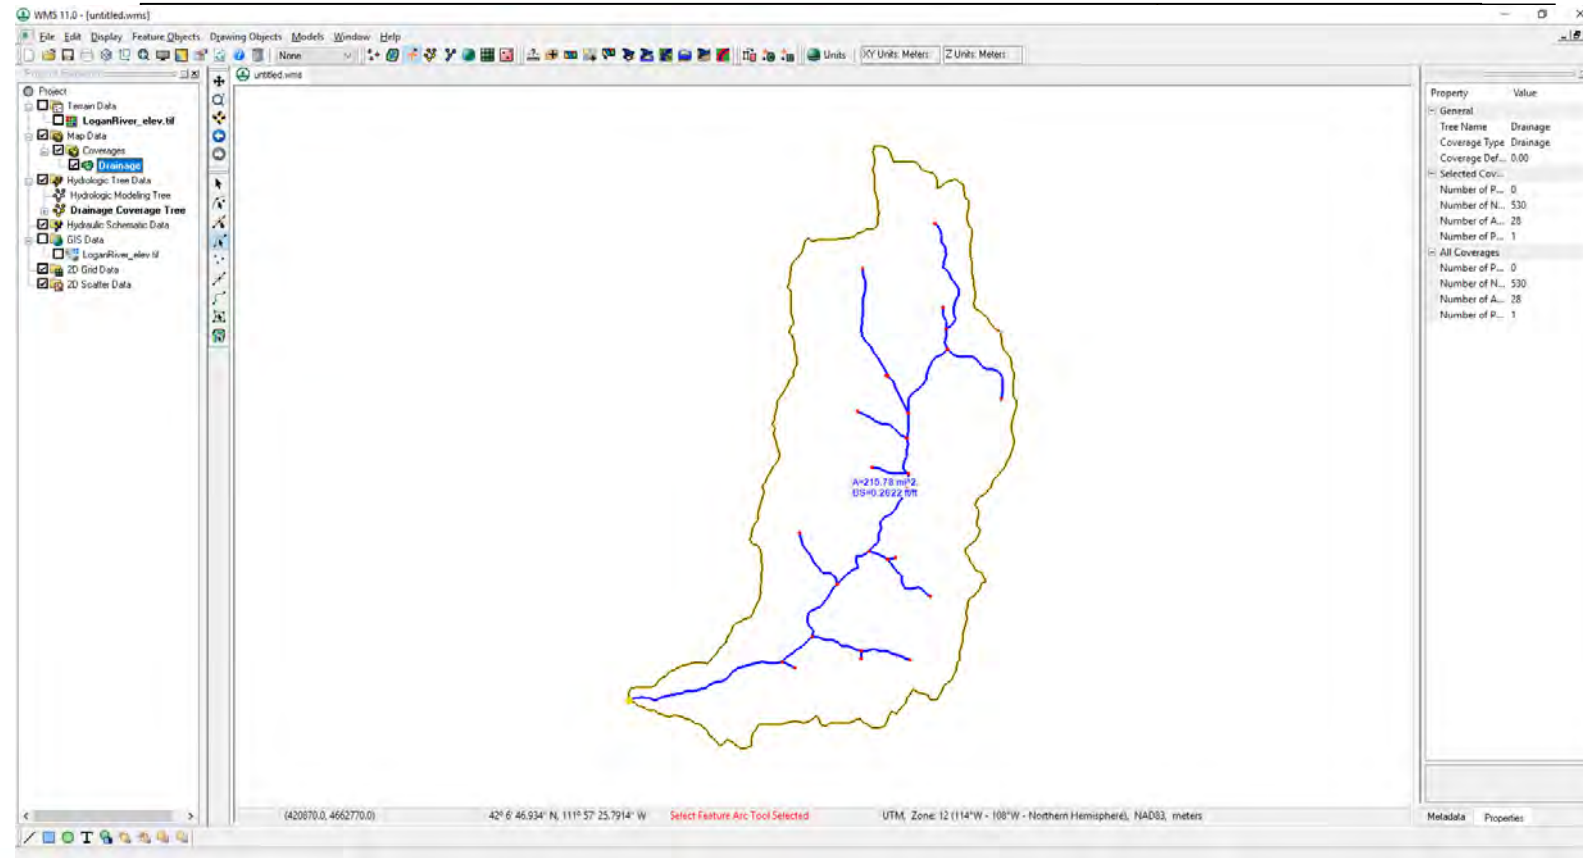 WMS 11.0 - [untitled.wms]
File Edit Display Feature Objects Drawing Objects Models Window Help
None
Units
XY Units: Meters
Z Units: Meters
untitled.wms
Project
Terrain Data
LoganRiver_elev.tif
Map Data
Coverages
Drainage
Hydrologic Tree Data
Hydrologic Modeling Tree
Drainage Coverage Tree
Hydraulic Schematic Data
GIS Data
LoganRiver_elev.tif
2D Grid Data
2D Scatter Data
A=215.78 mi^2.
BS=0.2622 ft/ft
Property Value
General
Tree Name Drainage
Coverage Type Drainage
Coverage Def... 0.00
Selected Cov...
Number of P... 0
Number of N... 530
Number of A... 28
Number of P... 1
All Coverages
Number of P... 0
Number of N... 530
Number of A... 28
Number of P... 1
(420870.0, 4662770.0)
42° 6' 46.934" N, 111° 57' 25.7914" W
Select Feature Arc Tool Selected
UTM, Zone: 12 (114°W - 108°W - Northern Hemisphere), NAD83, meters
Metadata Properties
T